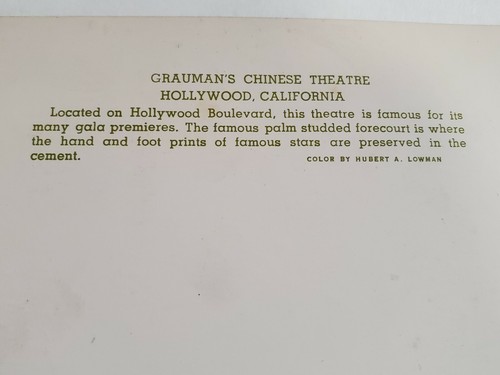 GRAUMAN'S CHINESE THEATRE
HOLLYWOOD, CALIFORNIA
Located on Hollywood Boulevard, this theatre is famous for its
many gala premieres. The famous palm studded forecourt is where
the hand and foot prints of famous stars are preserved in the
cement. COLOR BY HUBERT A. LOWMAN